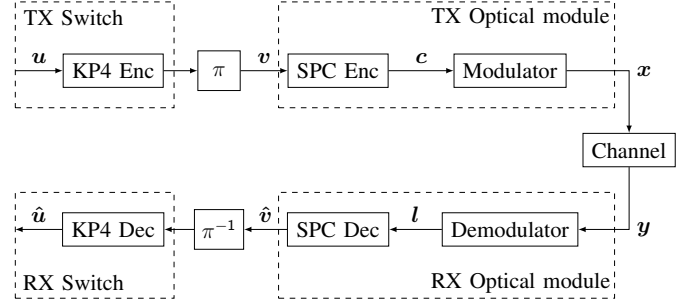 TX Switch
TX Optical module
u
KP4 Enc
π
v
SPC Enc
c
Modulator
x
Channel
û
KP4 Dec
π⁻¹
v̂
SPC Dec
l
Demodulator
y
RX Switch
RX Optical module